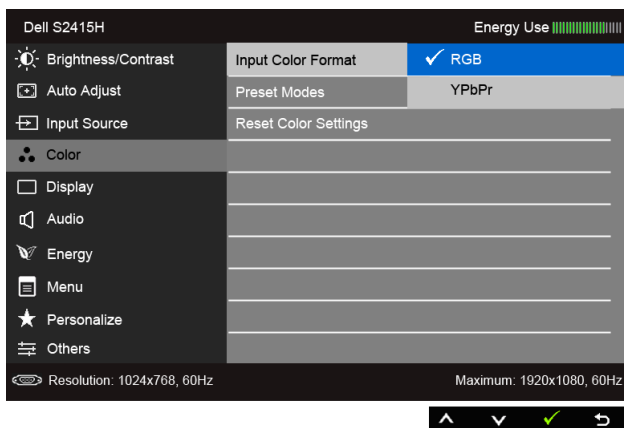 Dell S2415H
Energy Use
Brightness/Contrast
Input Color Format
RGB
Auto Adjust
Preset Modes
YPbPr
Input Source
Reset Color Settings
Color
Display
Audio
Energy
Menu
Personalize
Others
Resolution: 1024x768, 60Hz
Maximum: 1920x1080, 60Hz